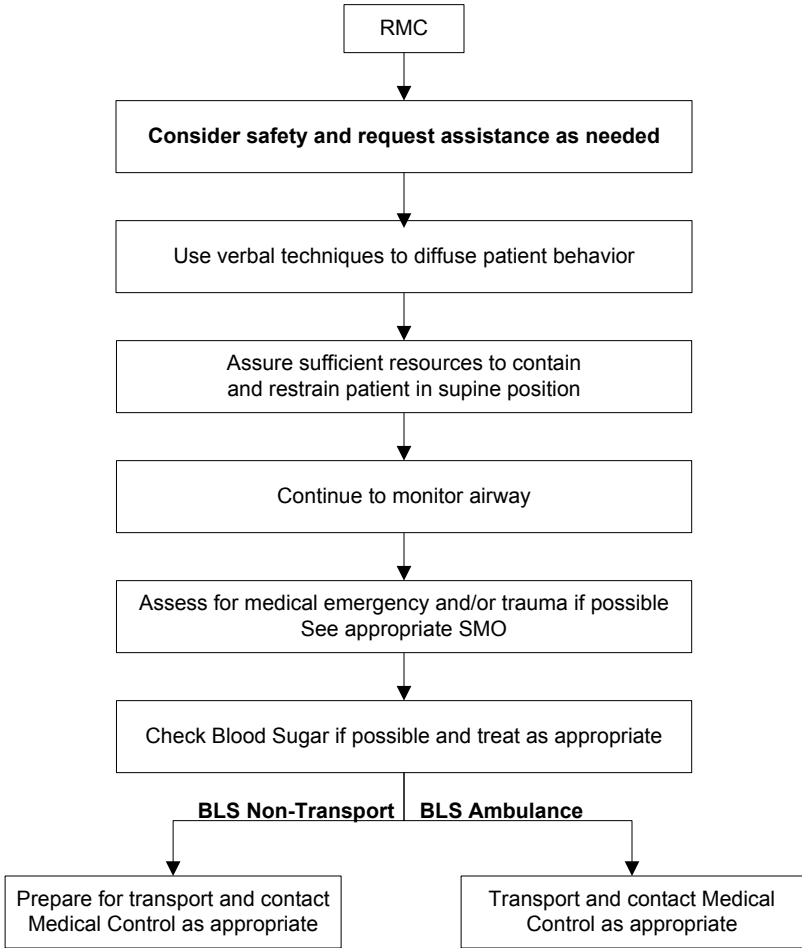 RMC
Consider safety and request assistance as needed
Use verbal techniques to diffuse patient behavior
Assure sufficient resources to contain
and restrain patient in supine position
Continue to monitor airway
Assess for medical emergency and/or trauma if possible
See appropriate SMO
Check Blood Sugar if possible and treat as appropriate
BLS Non-Transport
BLS Ambulance
Prepare for transport and contact
Medical Control as appropriate
Transport and contact Medical
Control as appropriate